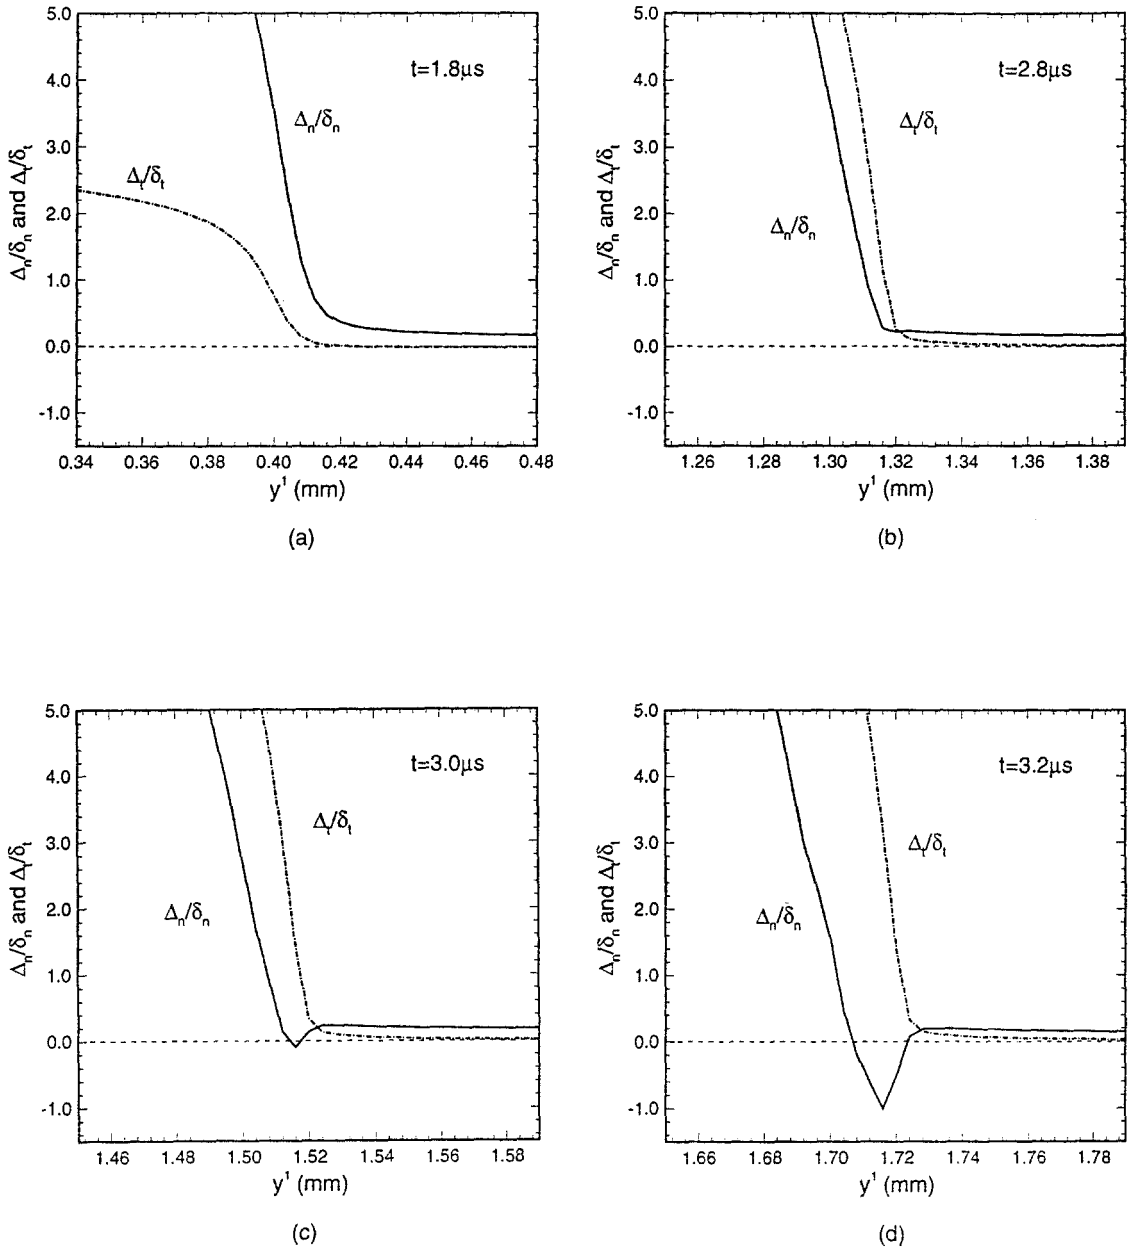 5.0
4.0
3.0
2.0
1.0
0.0
-1.0
Δn/δn and Δt/δt
t=1.8μs
Δn/δn
Δt/δt
0.34 0.36 0.38 0.40 0.42 0.44 0.46 0.48
y¹ (mm)
(a)
5.0
4.0
3.0
2.0
1.0
0.0
-1.0
Δn/δn and Δt/δt
t=2.8μs
Δt/δt
Δn/δn
1.26 1.28 1.30 1.32 1.34 1.36 1.38
y¹ (mm)
(b)
5.0
4.0
3.0
2.0
1.0
0.0
-1.0
Δn/δn and Δt/δt
t=3.0μs
Δt/δt
Δn/δn
1.46 1.48 1.50 1.52 1.54 1.56 1.58
y¹ (mm)
(c)
5.0
4.0
3.0
2.0
1.0
0.0
-1.0
Δn/δn and Δt/δt
t=3.2μs
Δt/δt
Δn/δn
1.66 1.68 1.70 1.72 1.74 1.76 1.78
y¹ (mm)
(d)